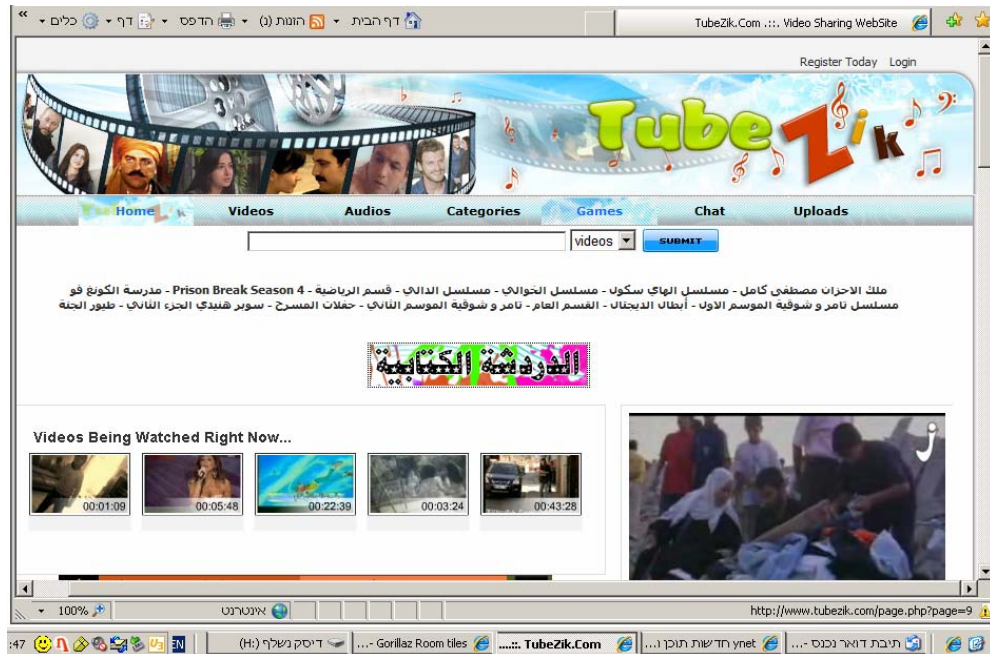 דף הבית
הזנות (נ)
הדפס
דף
כלים
TubeZik.Com .::. Video Sharing WebSite
Register Today Login
TubeZik
Home Videos Audios Categories Games Chat Uploads
videos SUBMIT
ملك الاحزان مصطفى كامل - مسلسل الهاي سكول - مسلسل الخوالي - مسلسل الدالي - قسم الرياضية - Prison Break Season 4 - مدرسة الكونغ فو
مسلسل تامر و شوقية الموسم الاول - أبطال الديجتال - القسم العام - تامر و شوقية الموسم الثاني - حفلات المسرح - سوبر هنيدي الجزء الثاني - طيور الجنة
الدردشة الكتابية
Videos Being Watched Right Now...
00:01:09 00:05:48 00:22:39 00:03:24 00:43:28
100%
אינטרנט
http://www.tubezik.com/page.php?page=9
תיבת דואר נכנס -...
ynet חדשות תוכן ו...
TubeZik.Com .::...
Gorillaz Room tiles -...
דיסק נשלף (H:)
EN
:47